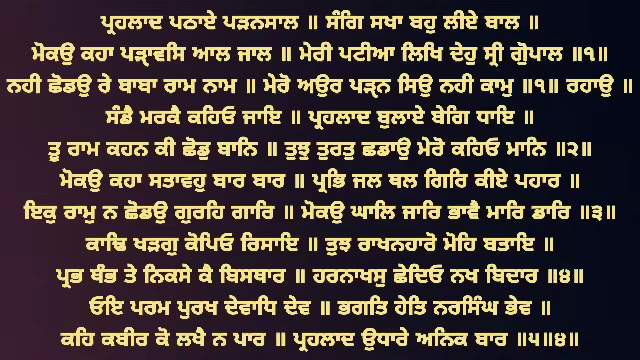 ਪ੍ਰਹਲਾਦ ਪਠਾਏ ਪੜਨਸਾਲ ॥ ਸੰਗਿ ਸਖਾ ਬਹੁ ਲੀਏ ਬਾਲ ॥
ਮੋਕਉ ਕਹਾ ਪੜ੍ਹਾਵਸਿ ਆਲ ਜਾਲ ॥ ਮੇਰੀ ਪਟੀਆ ਲਿਖਿ ਦੇਹੁ ਸ੍ਰੀ ਗੋੁਪਾਲ ॥੧॥
ਨਹੀ ਛੋਡਉ ਰੇ ਬਾਬਾ ਰਾਮ ਨਾਮ ॥ ਮੇਰੋ ਅਉਰ ਪੜ੍ਹਨ ਸਿਉ ਨਹੀ ਕਾਮੁ ॥੧॥ ਰਹਾਉ ॥
ਸੰਡੈ ਮਰਕੈ ਕਹਿਓ ਜਾਇ ॥ ਪ੍ਰਹਲਾਦ ਬੁਲਾਏ ਬੇਗਿ ਧਾਇ ॥
ਤੂ ਰਾਮ ਕਹਨ ਕੀ ਛੋਡੁ ਬਾਨਿ ॥ ਤੁਝੁ ਤੁਰਤੁ ਛਡਾਉ ਮੇਰੋ ਕਹਿਓ ਮਾਨਿ ॥੨॥
ਮੋਕਉ ਕਹਾ ਸਤਾਵਹੁ ਬਾਰ ਬਾਰ ॥ ਪ੍ਰਭਿ ਜਲ ਥਲ ਗਿਰਿ ਕੀਏ ਪਹਾਰ ॥
ਇਕੁ ਰਾਮੁ ਨ ਛੋਡਉ ਗੁਰਹਿ ਗਾਰਿ ॥ ਮੋਕਉ ਘਾਲਿ ਜਾਰਿ ਭਾਵੈ ਮਾਰਿ ਡਾਰਿ ॥੩॥
ਕਾਢਿ ਖੜਗੁ ਕੋਪਿਓ ਰਿਸਾਇ ॥ ਤੁਝ ਰਾਖਨਹਾਰੋ ਮੋਹਿ ਬਤਾਇ ॥
ਪ੍ਰਭ ਥੰਭ ਤੇ ਨਿਕਸੇ ਕੈ ਬਿਸਥਾਰ ॥ ਹਰਨਾਖਸੁ ਛੇਦਿਓ ਨਖ ਬਿਦਾਰ ॥੪॥
ਓਇ ਪਰਮ ਪੁਰਖ ਦੇਵਾਧਿ ਦੇਵ ॥ ਭਗਤਿ ਹੇਤਿ ਨਰਸਿੰਘ ਭੇਵ ॥
ਕਹਿ ਕਬੀਰ ਕੋ ਲਖੈ ਨ ਪਾਰ ॥ ਪ੍ਰਹਲਾਦ ਉਧਾਰੇ ਅਨਿਕ ਬਾਰ ॥੫॥੪॥